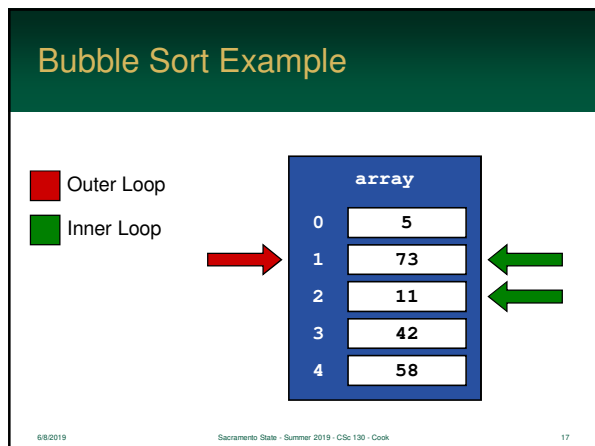 Bubble Sort Example
Outer Loop
Inner Loop
array
0 5
1 73
2 11
3 42
4 58
6/8/2019 Sacramento State - Summer 2019 - CSc 130 - Cook 17